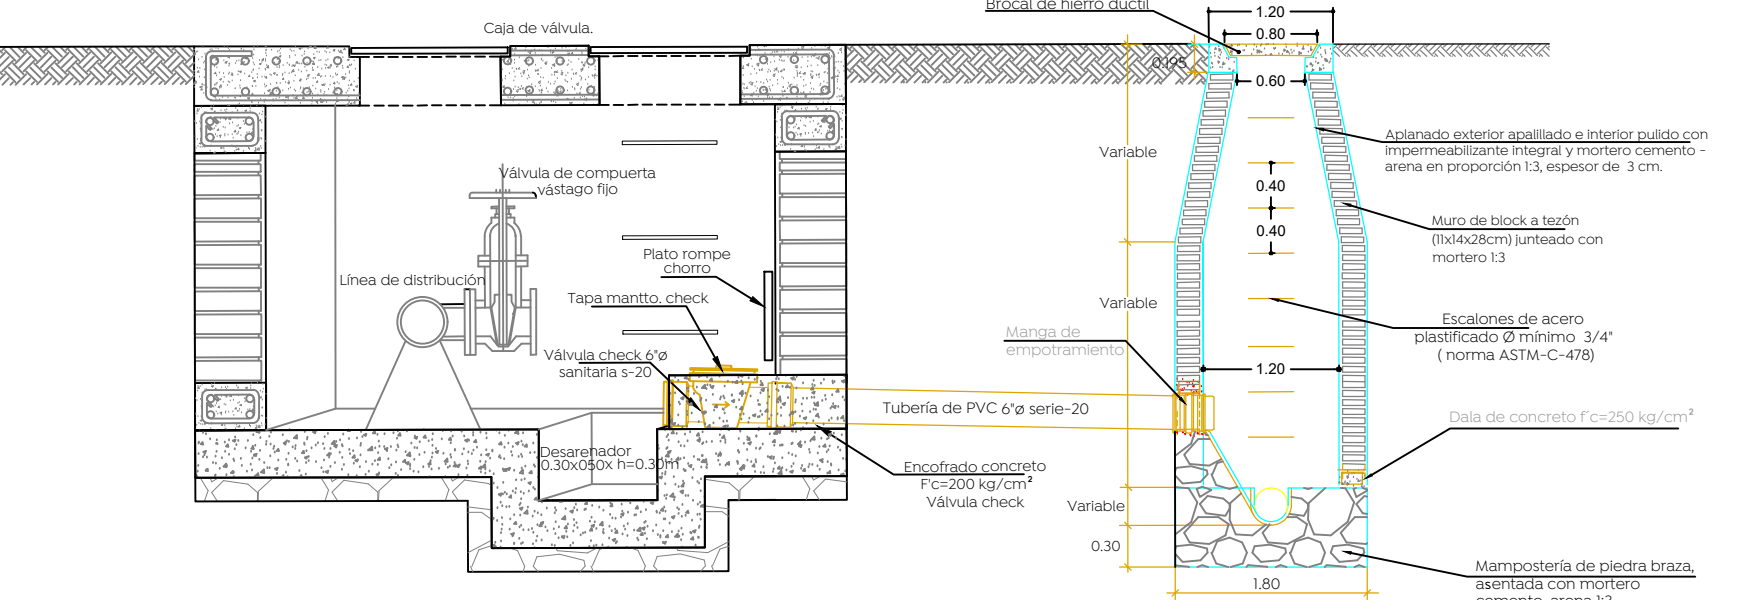 Caja de válvula.
Válvula de compuerta
vástago fijo
Línea de distribución
Plato rompe
chorro
Tapa mantto. check
Válvula check 6"ø
sanitaria s-20
Desarenador
0.30x050x h=0.30m
Tubería de PVC 6"ø serie-20
Encofrado concreto
F'c=200 kg/cm²
Válvula check
Brocal de hierro dúctil
1.20
0.80
0.195
0.60
Variable
0.40
0.40
Variable
1.20
Variable
0.30
1.80
Manga de
empotramiento
Aplanado exterior apalillado e interior pulido con
impermeabilizante integral y mortero cemento -
arena en proporción 1:3, espesor de 3 cm.
Muro de block a tezón
(11x14x28cm) junteado con
mortero 1:3
Escalones de acero
plastificado Ø mínimo 3/4"
( norma ASTM-C-478)
Dala de concreto f´c=250 kg/cm²
Mampostería de piedra braza,
asentada con mortero
cemento-arena 1:3